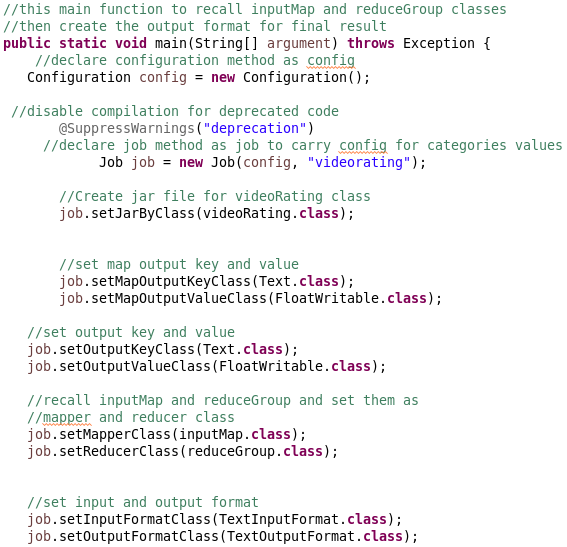 //this main function to recall inputMap and reduceGroup classes
//then create the output format for final result
public static void main(String[] argument) throws Exception {
//declare configuration method as config
Configuration config = new Configuration();
//disable compilation for deprecated code
@SuppressWarnings("deprecation")
//declare job method as job to carry config for categories values
Job job = new Job(config, "videorating");
//Create jar file for videoRating class
job.setJarByClass(videoRating.class);
//set map output key and value
job.setMapOutputKeyClass(Text.class);
job.setMapOutputValueClass(FloatWritable.class);
//set output key and value
job.setOutputKeyClass(Text.class);
job.setOutputValueClass(FloatWritable.class);
//recall inputMap and reduceGroup and set them as
//mapper and reducer class
job.setMapperClass(inputMap.class);
job.setReducerClass(reduceGroup.class);
//set input and output format
job.setInputFormatClass(TextInputFormat.class);
job.setOutputFormatClass(TextOutputFormat.class);